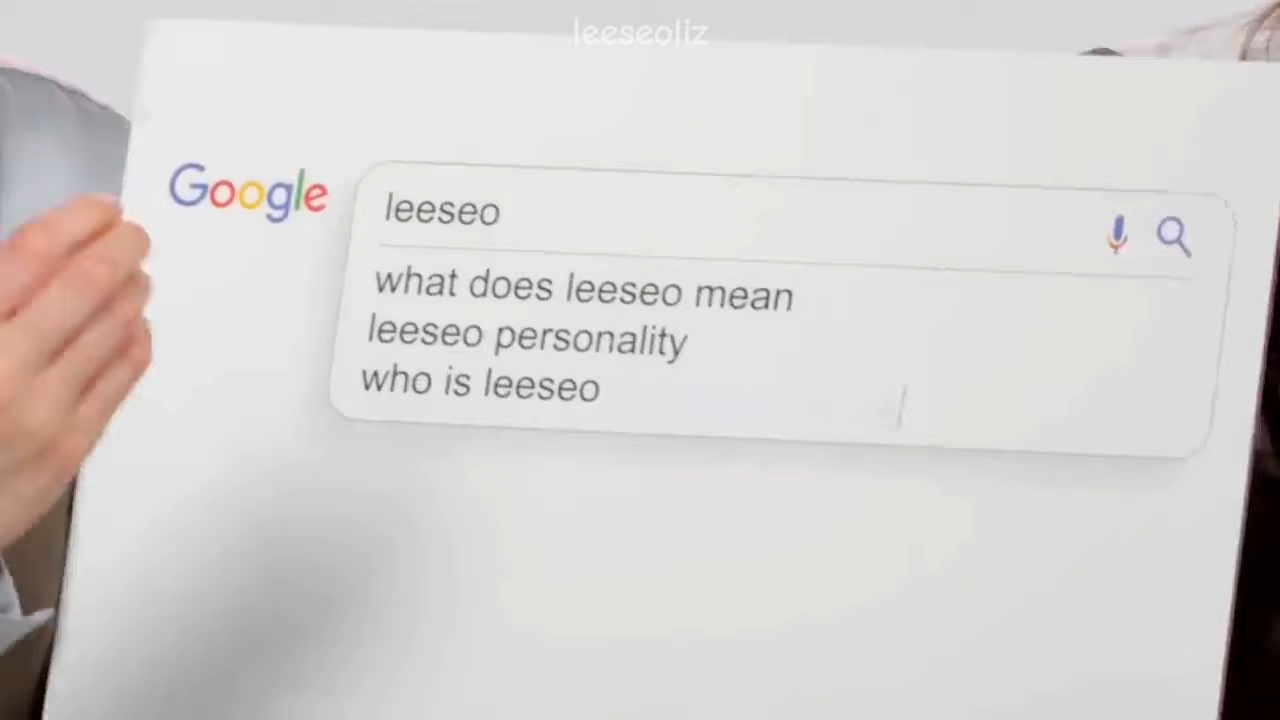 leeseoliz
Google
leeseo
what does leeseo mean
leeseo personality
who is leeseo